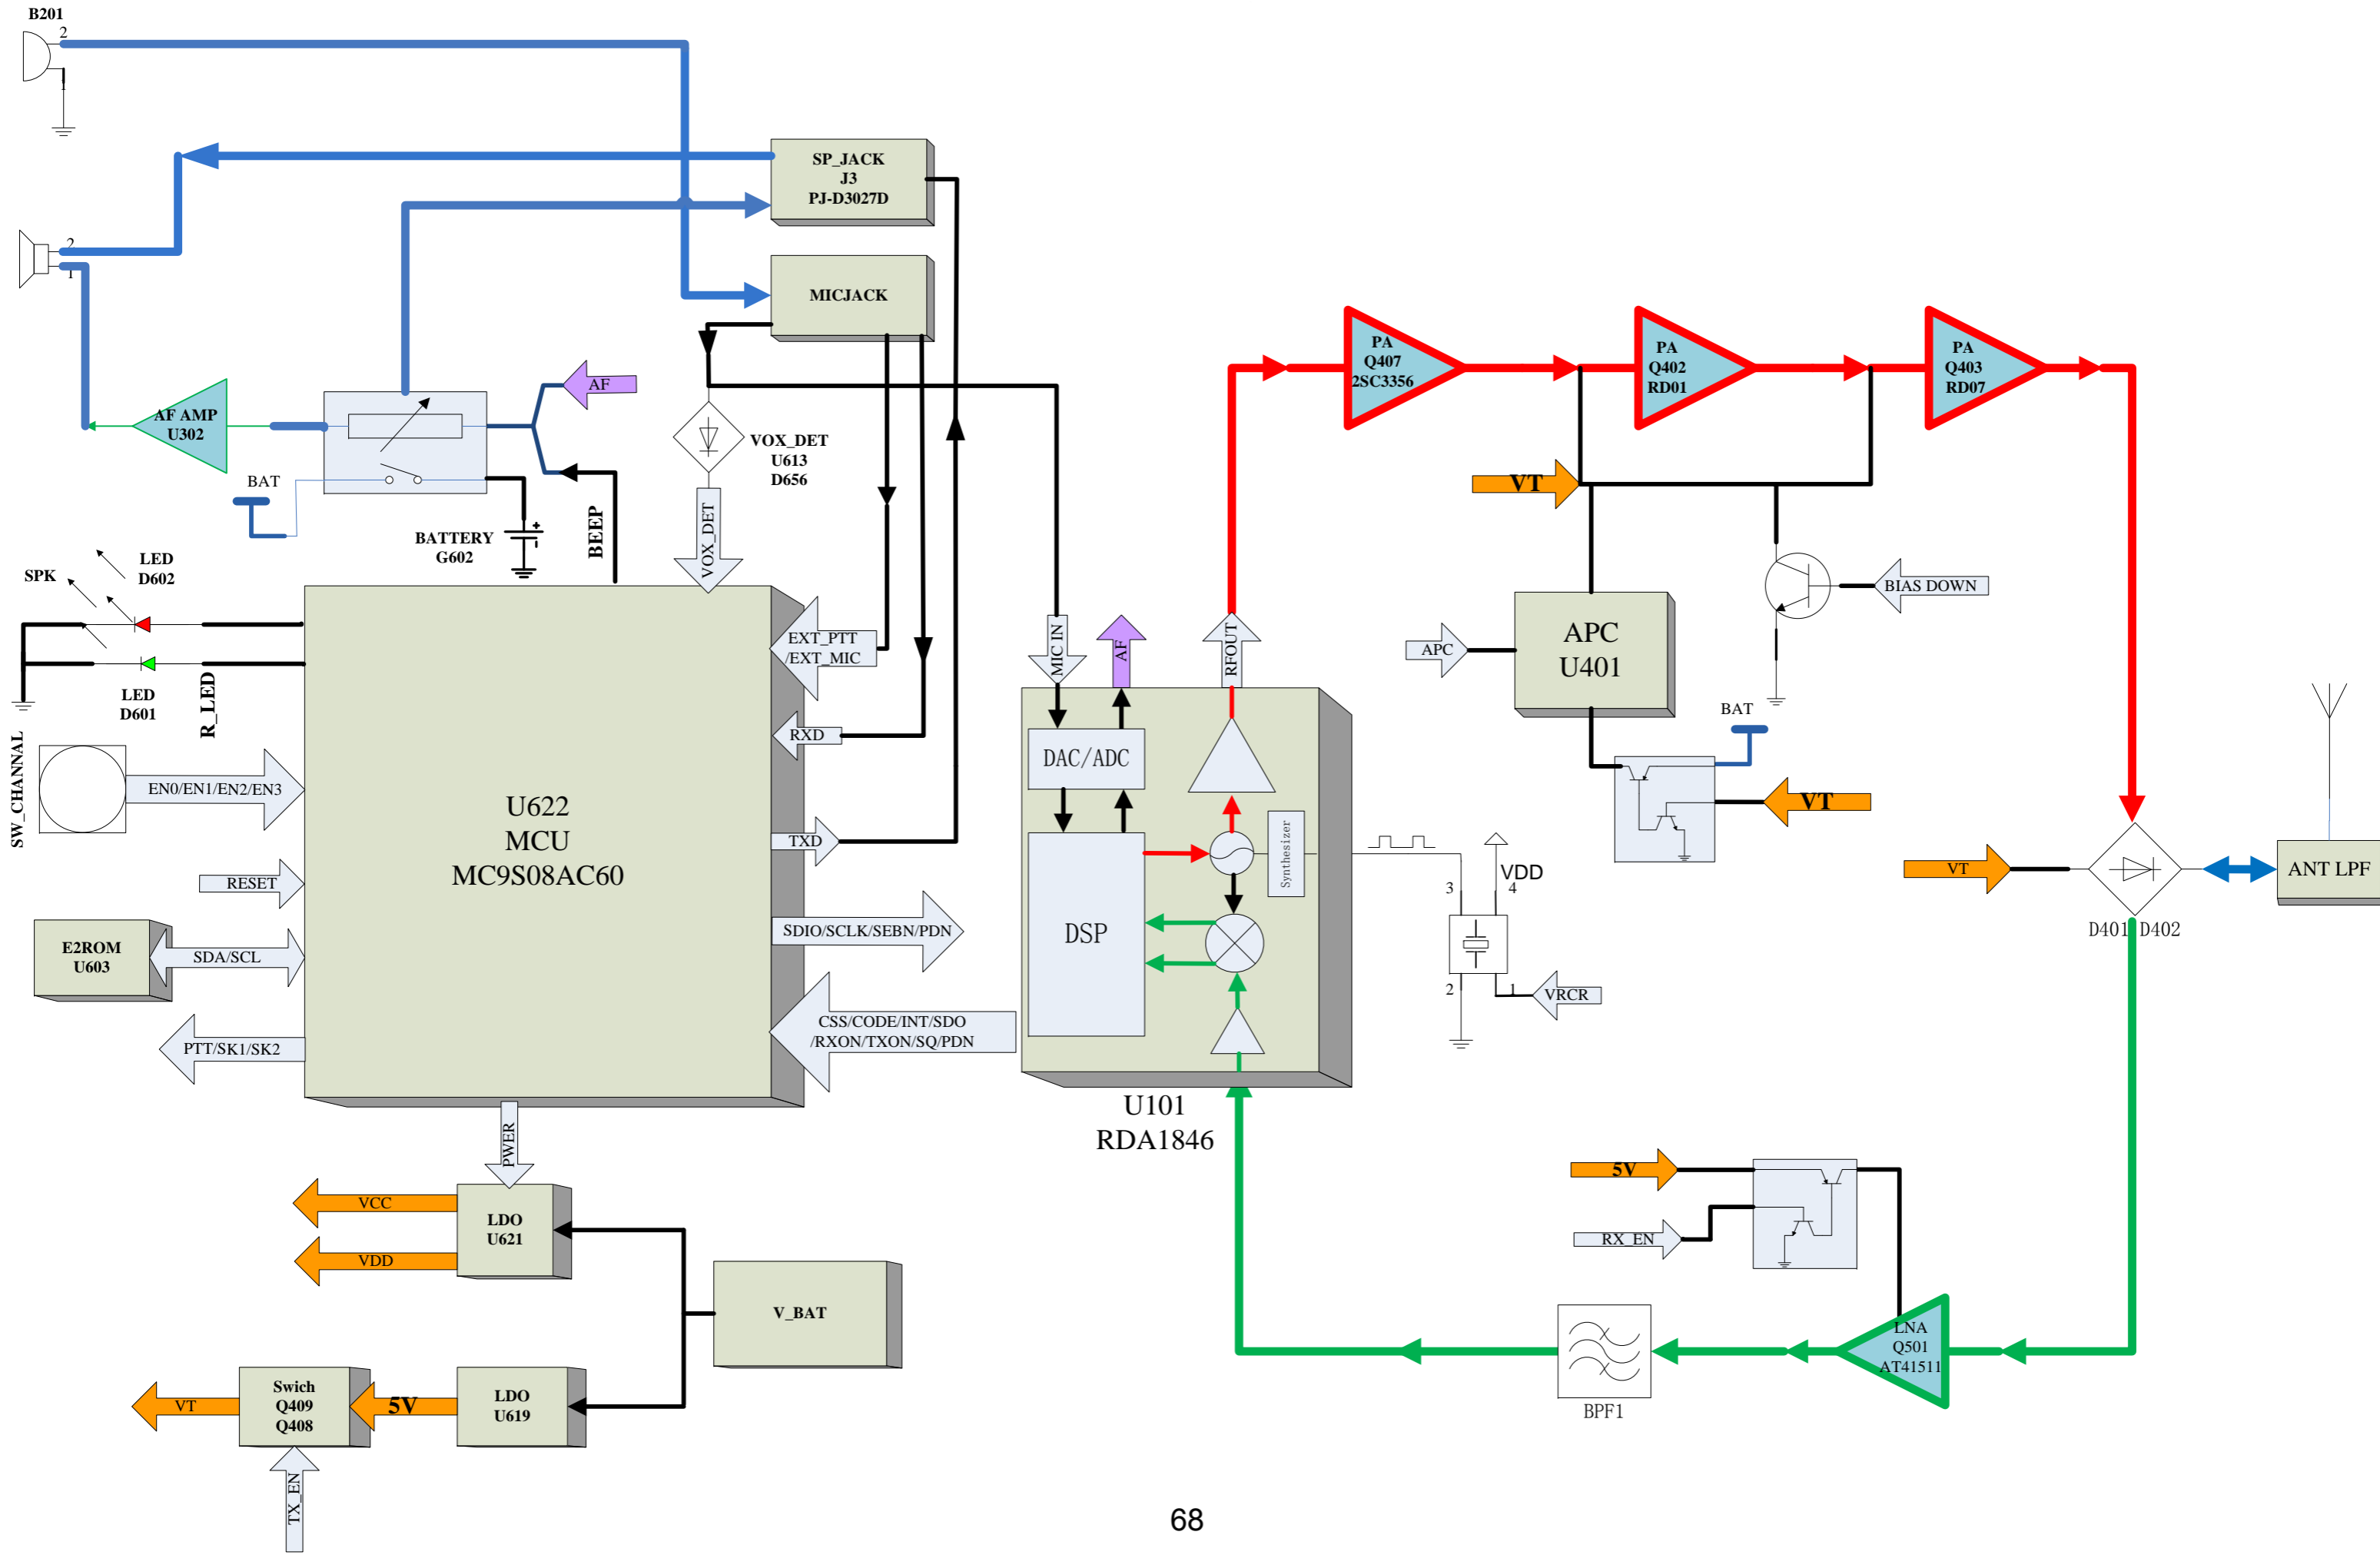 B201
2
1
SP_JACK
J3
PJ-D3027D
2
1
MICJACK
AF
AF AMP
U302
BAT
BATTERY
G602
BEEP
VOX_DET
U613
D656
VOX_DET
PA
Q407
2SC3356
PA
Q402
RD01
PA
Q403
RD07
VT
BIAS DOWN
APC
APC
U401
BAT
VT
SPK
LED
D602
LED
D601
R_LED
SW_CHANNAL
EN0/EN1/EN2/EN3
RESET
E2ROM
U603
SDA/SCL
PTT/SK1/SK2
U622
MCU
MC9S08AC60
EXT_PTT
/EXT_MIC
RXD
TXD
SDIO/SCLK/SEBN/PDN
CSS/CODE/INT/SDO
/RXON/TXON/SQ/PDN
MIC IN
AF
RFOUT
DAC/ADC
DSP
Synthesizer
U101
RDA1846
VDD
3
4
2
1
VRCR
VT
D401 D402
ANT LPF
PWER
VCC
VDD
LDO
U621
V_BAT
VT
Swich
Q409
Q408
5V
LDO
U619
TX_EN
5V
RX_EN
LNA
Q501
AT41511
BPF1
68